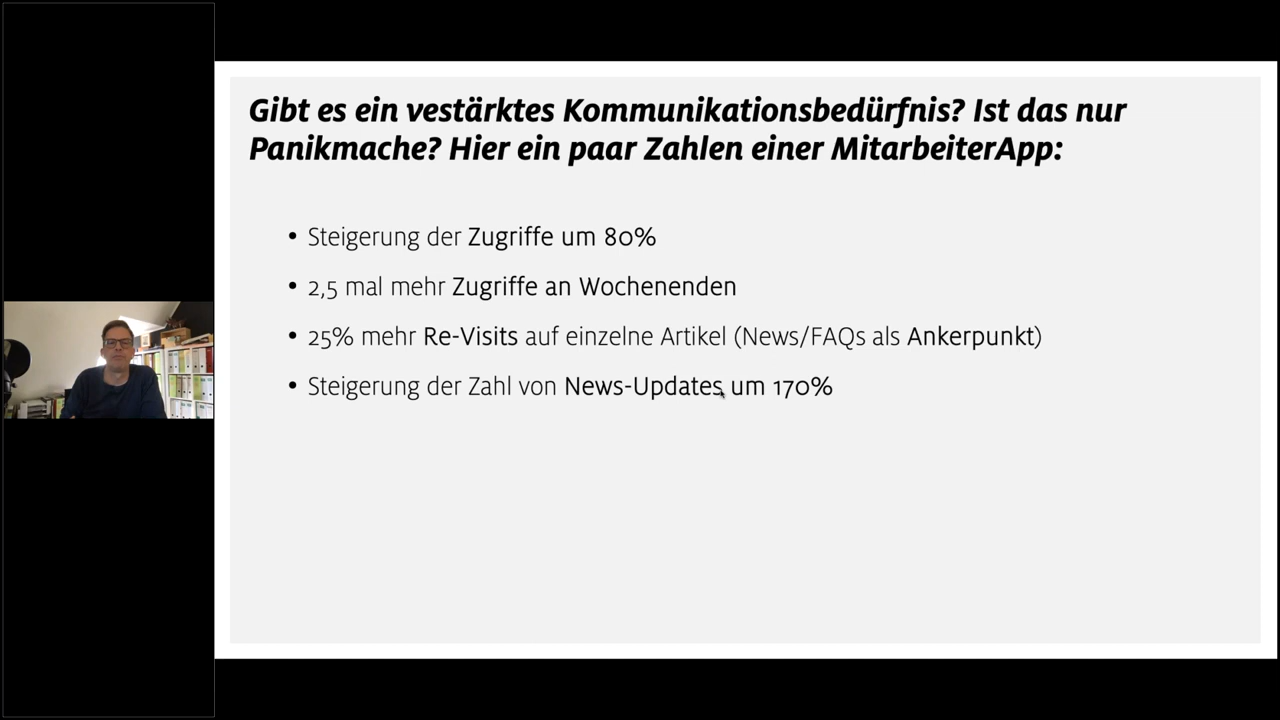 Gibt es ein vestärktes Kommunikationsbedürfnis? Ist das nur
Panikmache? Hier ein paar Zahlen einer MitarbeiterApp:
• Steigerung der Zugriffe um 80%
• 2,5 mal mehr Zugriffe an Wochenenden
• 25% mehr Re-Visits auf einzelne Artikel (News/FAQs als Ankerpunkt)
• Steigerung der Zahl von News-Updates um 170%